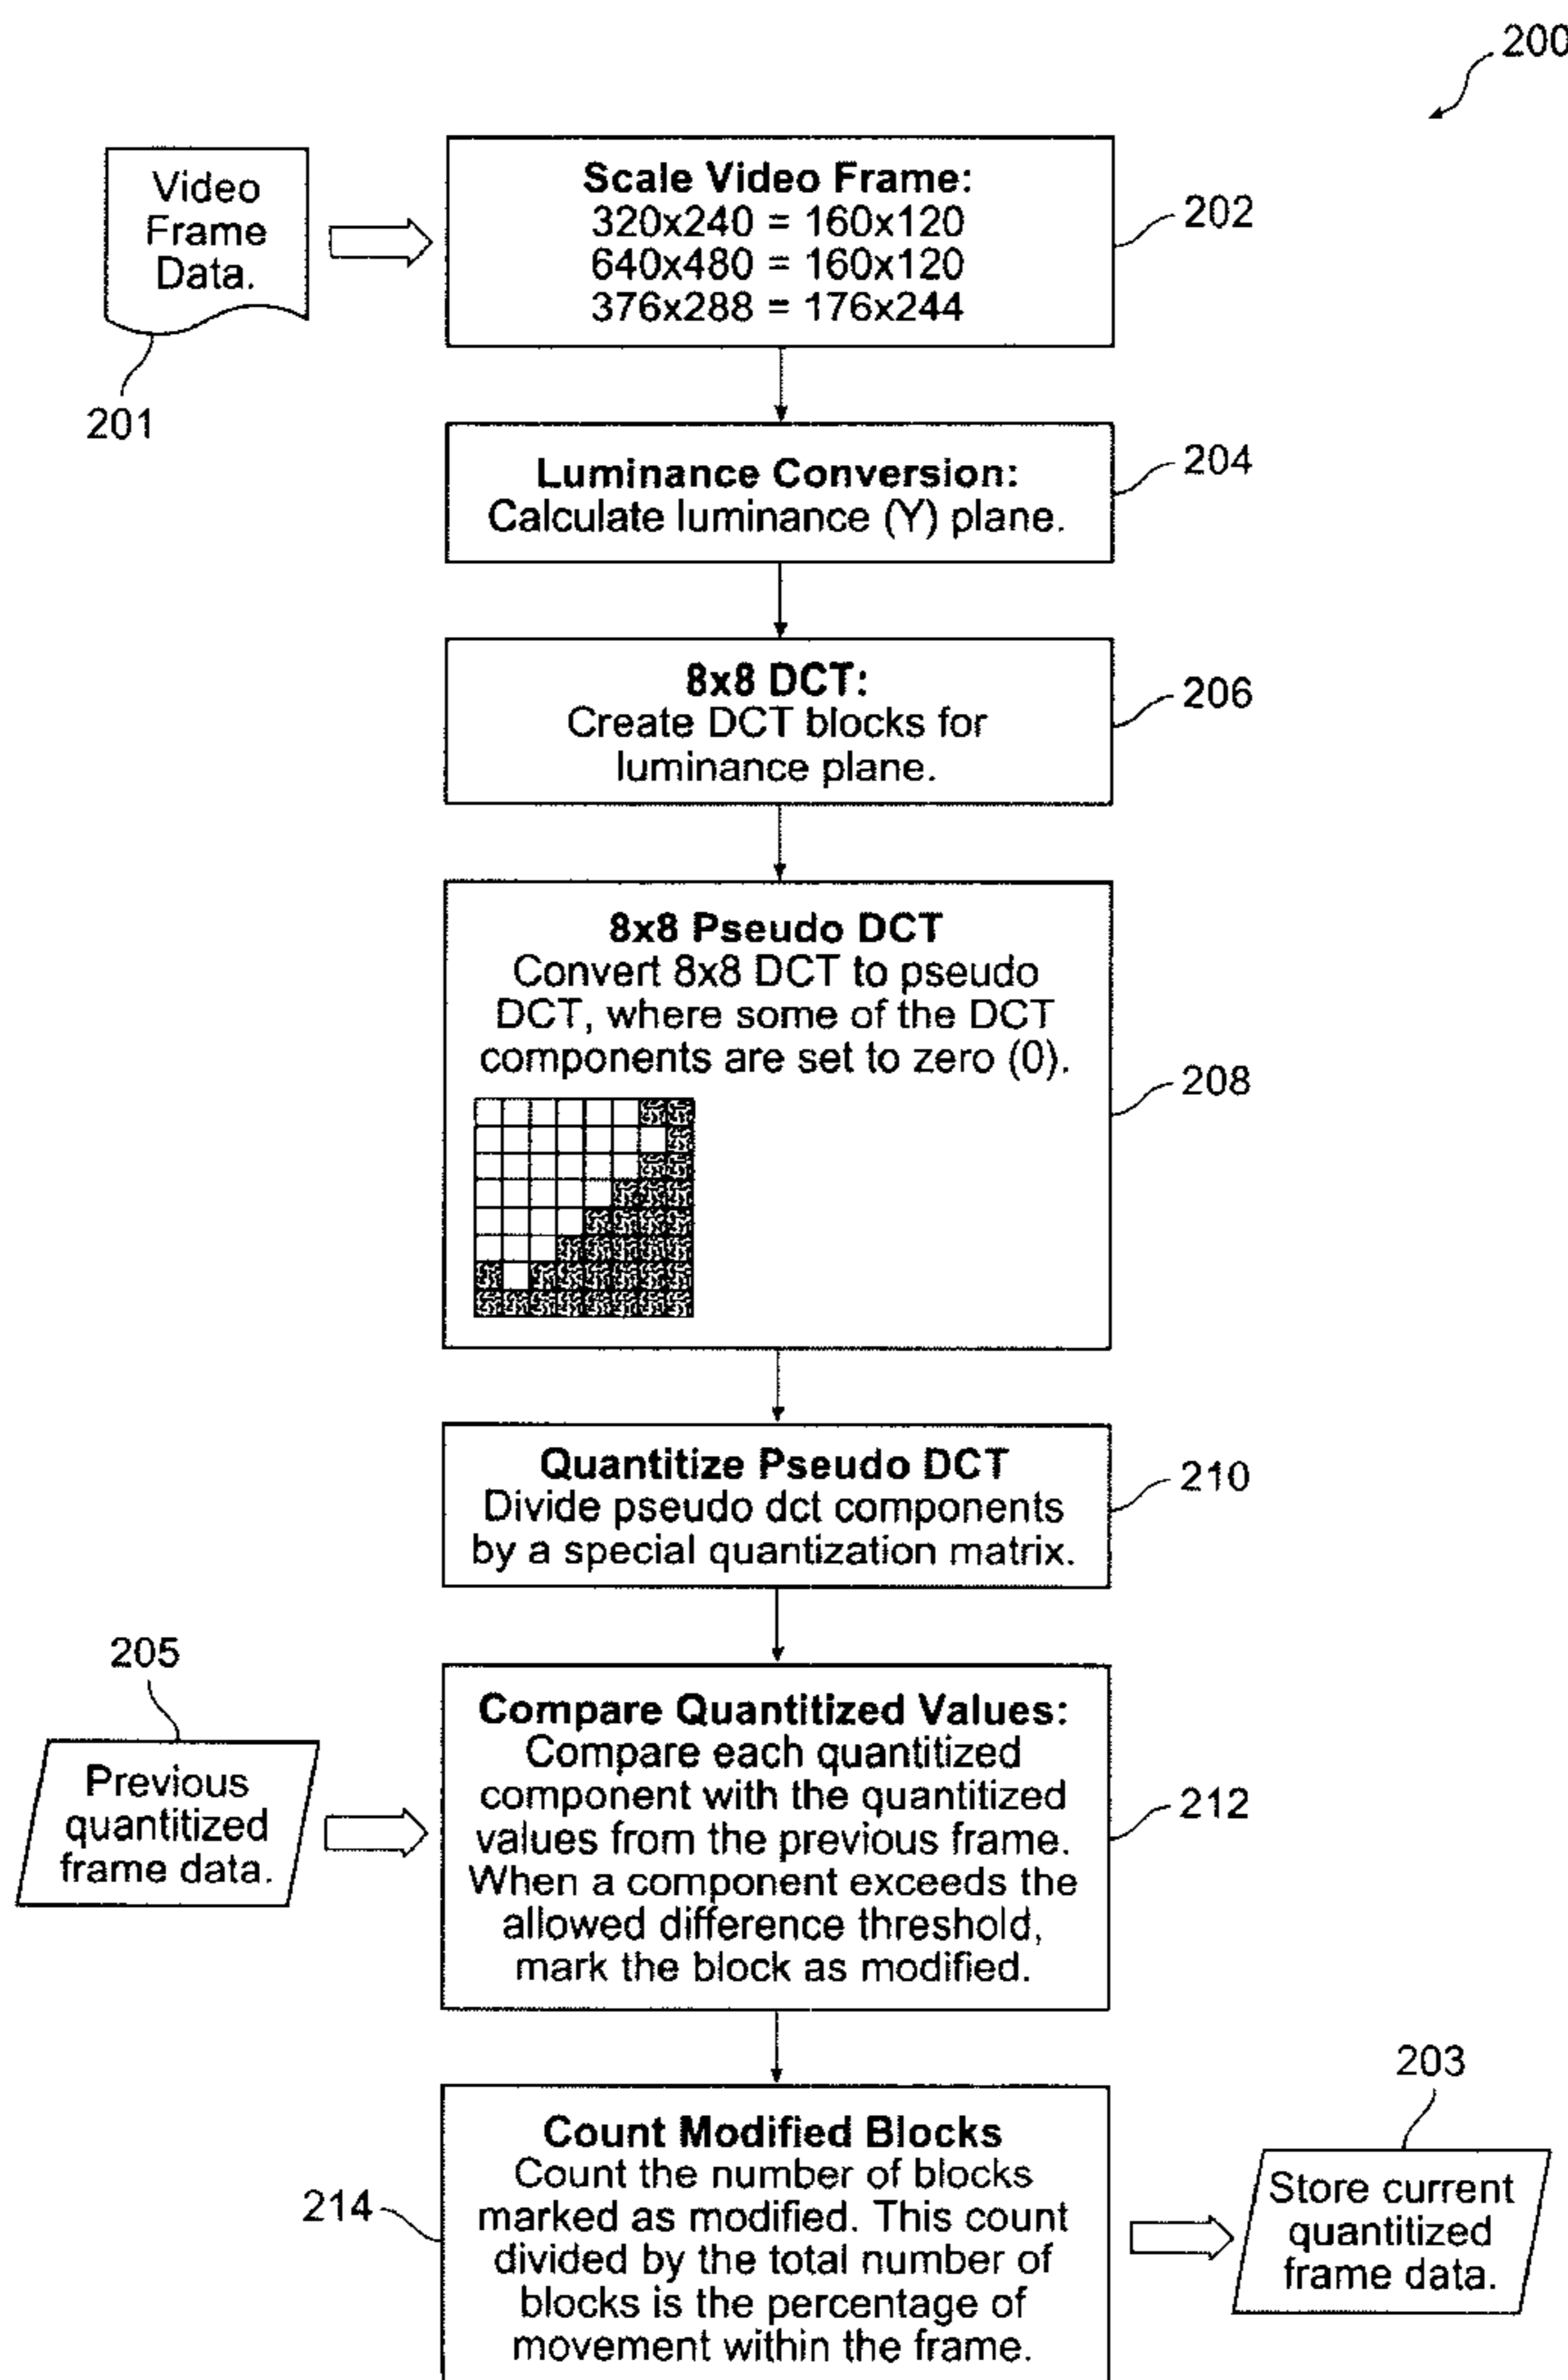 200
Video
Frame
Data.
201
Scale Video Frame:
320x240 = 160x120
640x480 = 160x120
376x288 = 176x244
202
Luminance Conversion:
Calculate luminance (Y) plane.
204
8x8 DCT:
Create DCT blocks for
luminance plane.
206
8x8 Pseudo DCT
Convert 8x8 DCT to pseudo
DCT, where some of the DCT
components are set to zero (0).
208
Quantitize Pseudo DCT
Divide pseudo dct components
by a special quantization matrix.
210
205
Previous
quantitized
frame data.
Compare Quantitized Values:
Compare each quantitized
component with the quantitized
values from the previous frame.
When a component exceeds the
allowed difference threshold,
mark the block as modified.
212
Count Modified Blocks
Count the number of blocks
marked as modified. This count
divided by the total number of
blocks is the percentage of
movement within the frame.
214
203
Store current
quantitized
frame data.